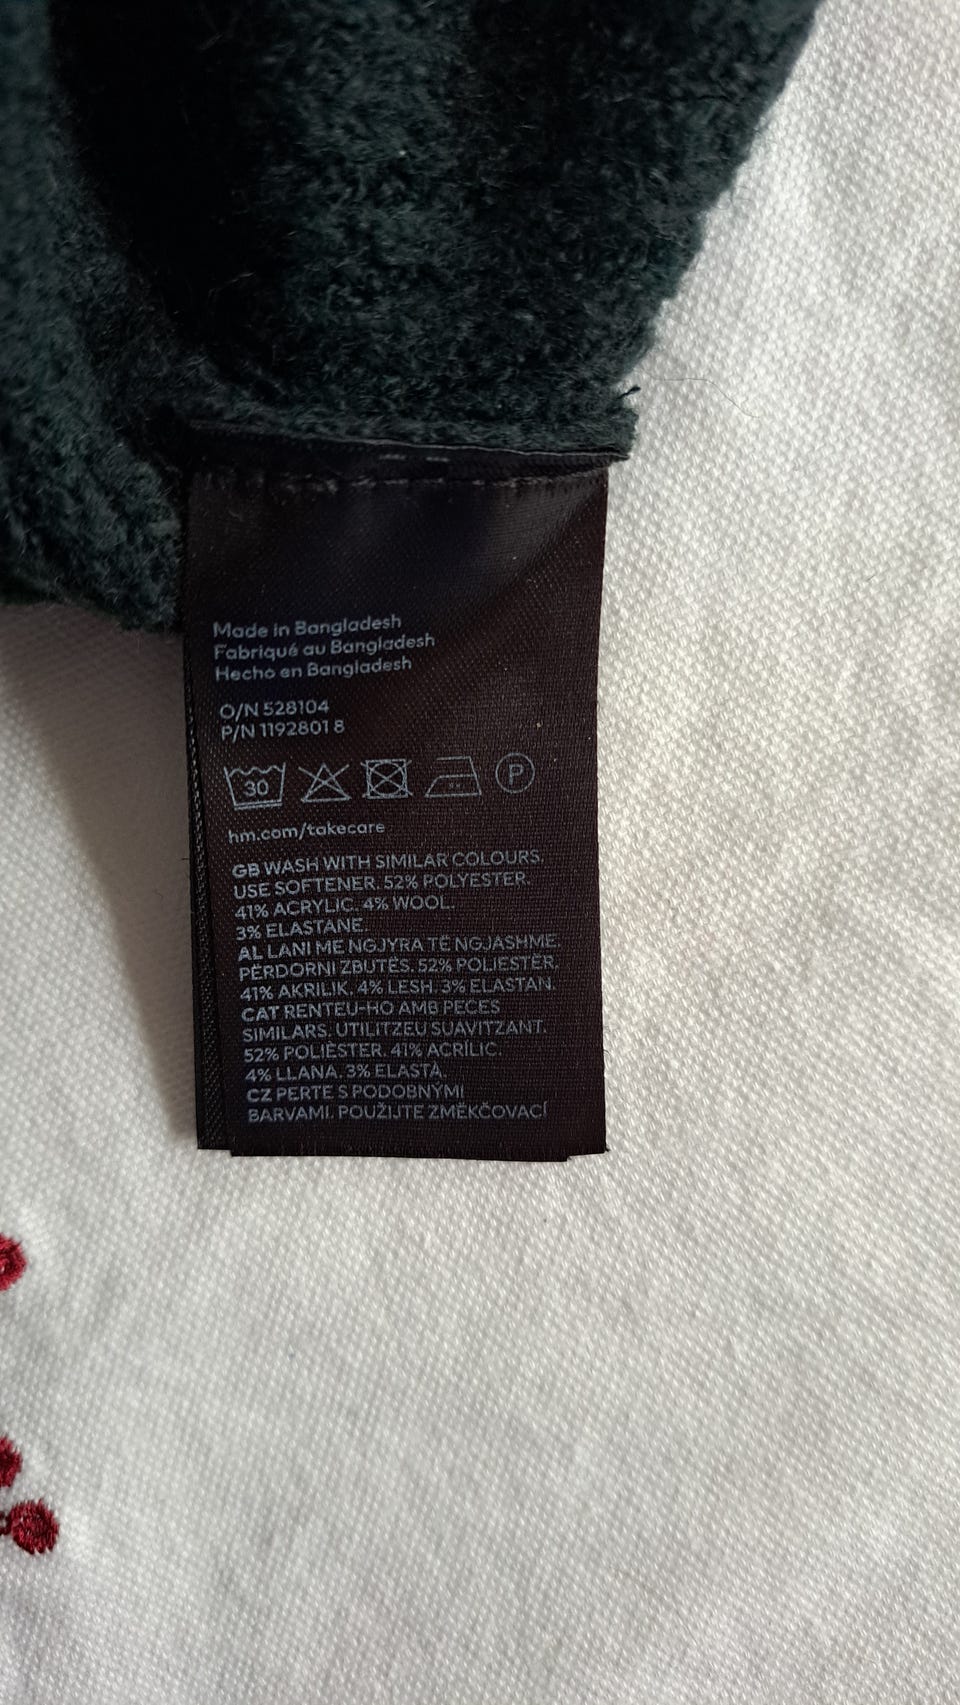 Made in Bangladesh
Fabriqué au Bangladesh
Hecho en Bangladesh
O/N 528104
P/N 1192801 8
30 P
hm.com/takecare
GB WASH WITH SIMILAR COLOURS.
USE SOFTENER. 52% POLYESTER.
41% ACRYLIC. 4% WOOL.
3% ELASTANE.
AL LANI ME NGJYRA TË NGJASHME.
PËRDORNI ZBUTËS. 52% POLIESTËR.
41% AKRILIK. 4% LESH. 3% ELASTAN.
CAT RENTEU-HO AMB PECES
SIMILARS. UTILITZEU SUAVITZANT.
52% POLIÈSTER. 41% ACRÍLIC.
4% LLANA. 3% ELASTÀ.
CZ PERTE S PODOBNÝMI
BARVAMI. POUŽIJTE ZMĚKČOVACÍ